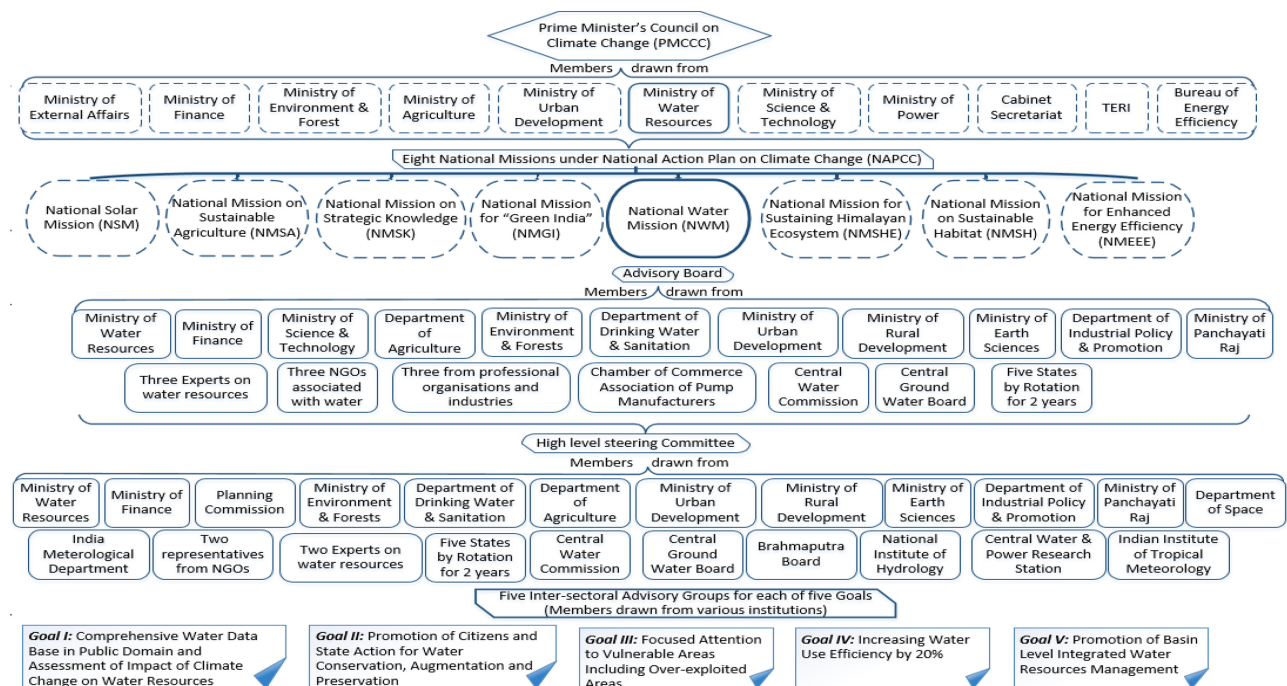 Prime Minister's Council on
Climate Change (PMCCC)
Members drawn from
Ministry of
External Affairs
Ministry of
Finance
Ministry of
Environment &
Forest
Ministry of
Agriculture
Ministry of
Urban
Development
Ministry of
Water
Resources
Ministry of
Science &
Technology
Ministry of
Power
Cabinet
Secretariat
TERI
Bureau of
Energy
Efficiency
Eight National Missions under National Action Plan on Climate Change (NAPCC)
National Solar
Mission (NSM)
National Mission on
Sustainable
Agriculture (NMSA)
National Mission on
Strategic Knowledge
(NMSK)
National Mission
for "Green India"
(NMGI)
National Water
Mission (NWM)
National Mission for
Sustaining Himalayan
Ecosystem (NMSHE)
National Mission
on Sustainable
Habitat (NMSH)
National Mission
for Enhanced
Energy Efficiency
(NMEEE)
Advisory Board
Members drawn from
Ministry of
Water
Resources
Ministry of
Finance
Ministry of
Science &
Technology
Department
of
Agriculture
Ministry of
Environment
& Forests
Department of
Drinking Water
& Sanitation
Ministry of
Urban
Development
Ministry of
Rural
Development
Ministry of
Earth
Sciences
Department of
Industrial Policy
& Promotion
Ministry of
Panchayati
Raj
Three Experts on
water resources
Three NGOs
associated
with water
Three from professional
organisations and
industries
Chamber of Commerce
Association of Pump
Manufacturers
Central
Water
Commission
Central
Ground
Water Board
Five States
by Rotation
for 2 years
High level steering Committee
Members drawn from
Ministry of
Water
Resources
Ministry of
Finance
Planning
Commission
Ministry of
Environment
& Forests
Department of
Drinking Water
& Sanitation
Department
of
Agriculture
Ministry of
Urban
Development
Ministry of
Rural
Development
Ministry of
Earth
Sciences
Department of
Industrial Policy
& Promotion
Ministry of
Panchayati
Raj
Department
of Space
India
Meterological
Department
Two
representatives
from NGOs
Two Experts on
water resources
Five States
by Rotation
for 2 years
Central
Water
Commission
Central
Ground
Water Board
Brahmaputra
Board
National
Institute of
Hydrology
Central Water &
Power Research
Station
Indian Institute
of Tropical
Meteorology
Five Inter-sectoral Advisory Groups for each of five Goals
(Members drawn from various institutions)
Goal I: Comprehensive Water Data
Base in Public Domain and
Assessment of Impact of Climate
Change on Water Resources
Goal II: Promotion of Citizens and
State Action for Water
Conservation, Augmentation and
Preservation
Goal III: Focused Attention
to Vulnerable Areas
Including Over-exploited
Areas
Goal IV: Increasing Water
Use Efficiency by 20%
Goal V: Promotion of Basin
Level Integrated Water
Resources Management